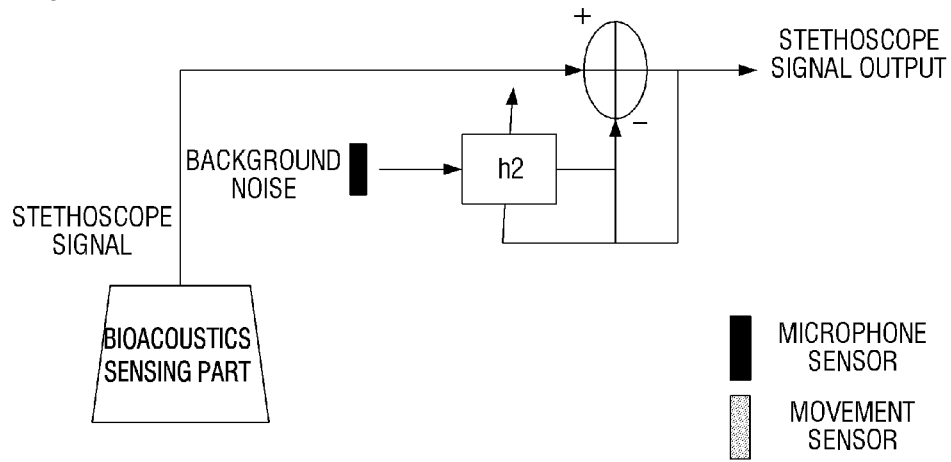 +
STETHOSCOPE
SIGNAL OUTPUT
−
BACKGROUND
NOISE
h2
STETHOSCOPE
SIGNAL
BIOACOUSTICS
SENSING PART
MICROPHONE
SENSOR
MOVEMENT
SENSOR